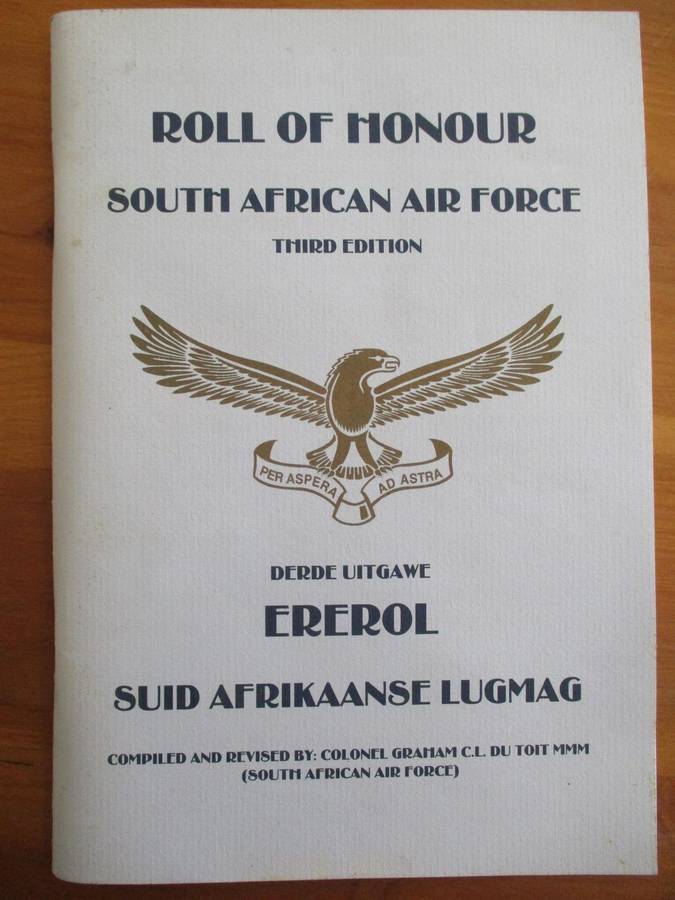 ROLL OF HONOUR
SOUTH AFRICAN AIR FORCE
THIRD EDITION
PER ASPERA AD ASTRA
DERDE UITGAWE
EREROL
SUID AFRIKAANSE LUGMAG
COMPILED AND REVISED BY: COLONEL GRAHAM C.L. DU TOIT MMM
(SOUTH AFRICAN AIR FORCE)